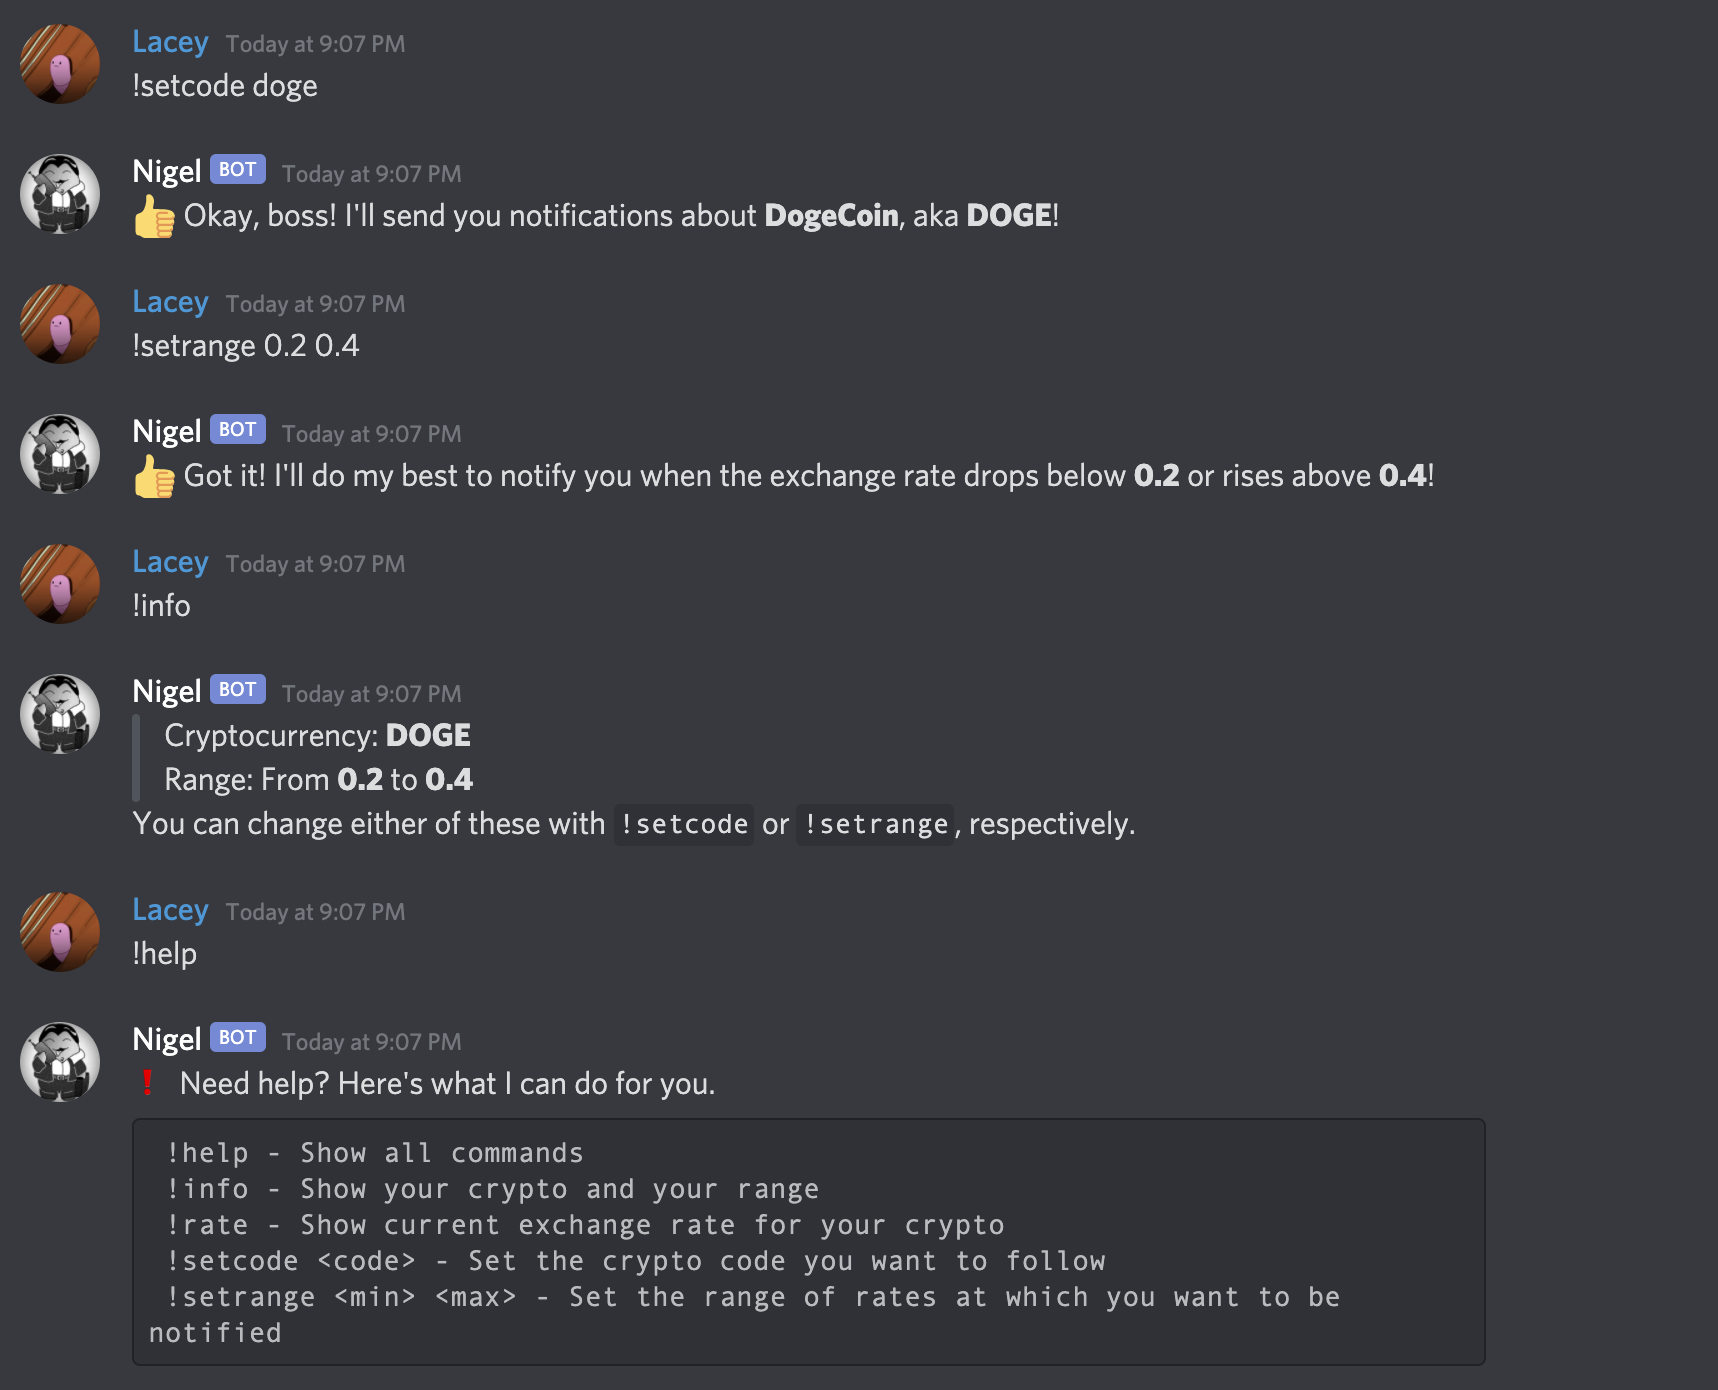 Lacey Today at 9:07 PM
!setcode doge
Nigel BOT Today at 9:07 PM
👍 Okay, boss! I'll send you notifications about DogeCoin, aka DOGE!
Lacey Today at 9:07 PM
!setrange 0.2 0.4
Nigel BOT Today at 9:07 PM
👍 Got it! I'll do my best to notify you when the exchange rate drops below 0.2 or rises above 0.4!
Lacey Today at 9:07 PM
!info
Nigel BOT Today at 9:07 PM
Cryptocurrency: DOGE
Range: From 0.2 to 0.4
You can change either of these with !setcode or !setrange, respectively.
Lacey Today at 9:07 PM
!help
Nigel BOT Today at 9:07 PM
❗ Need help? Here's what I can do for you.
!help - Show all commands
!info - Show your crypto and your range
!rate - Show current exchange rate for your crypto
!setcode <code> - Set the crypto code you want to follow
!setrange <min> <max> - Set the range of rates at which you want to be
notified